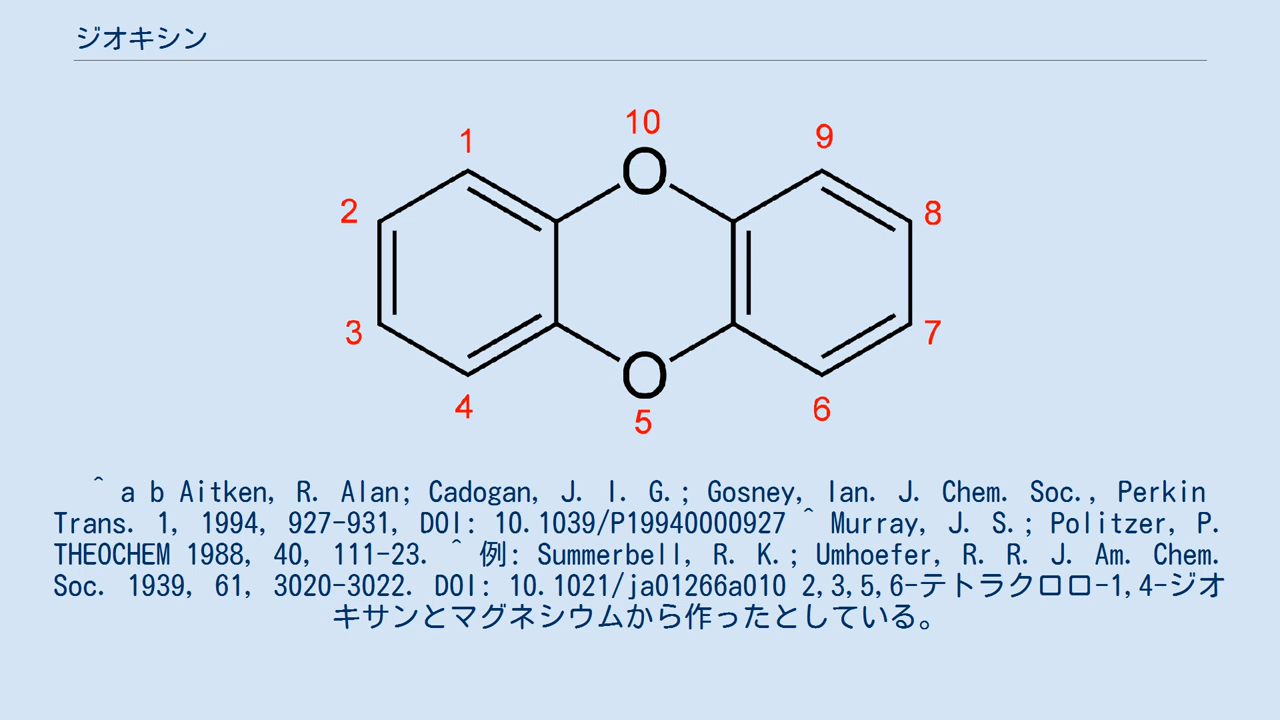 ジオキシン
10
1
9
O
2
8
3
7
O
4
6
5
^ a b Aitken, R. Alan; Cadogan, J. I. G.; Gosney, Ian. J. Chem. Soc., Perkin
Trans. 1, 1994, 927-931, DOI: 10.1039/P19940000927 ^ Murray, J. S.; Politzer, P.
THEOCHEM 1988, 40, 111-23. ^ 例: Summerbell, R. K.; Umhoefer, R. R. J. Am. Chem.
Soc. 1939, 61, 3020-3022. DOI: 10.1021/ja01266a010 2,3,5,6-テトラクロロ-1,4-ジオ
キサンとマグネシウムから作ったとしている。